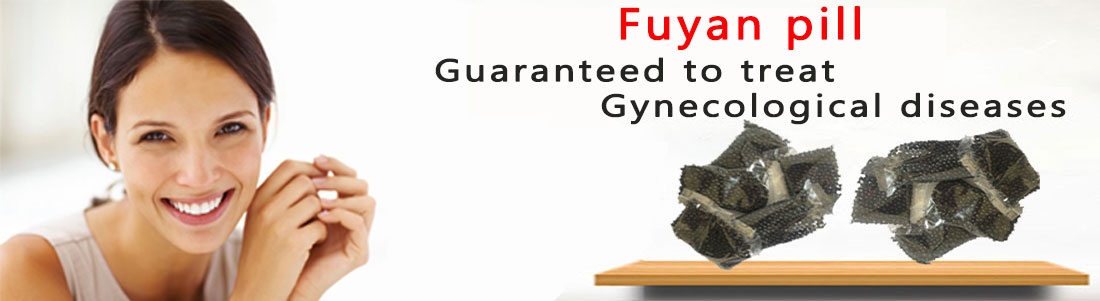 Fuyan pill
Guaranteed to treat
Gynecological diseases